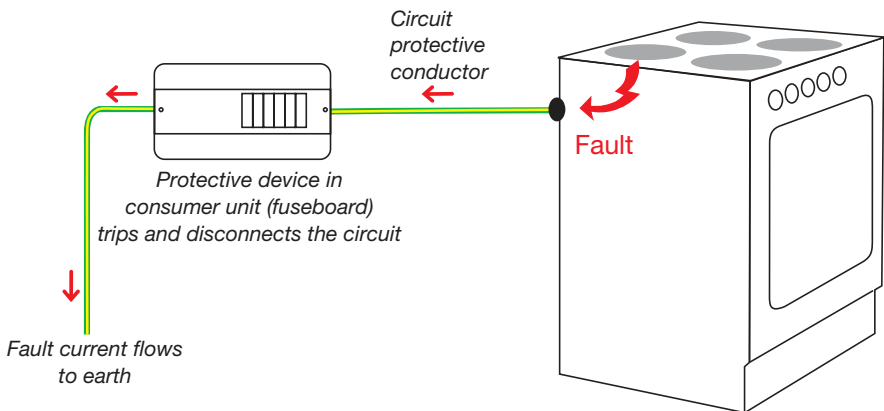 Circuit
protective
conductor
Fault
Protective device in
consumer unit (fuseboard)
trips and disconnects the circuit
Fault current flows
to earth